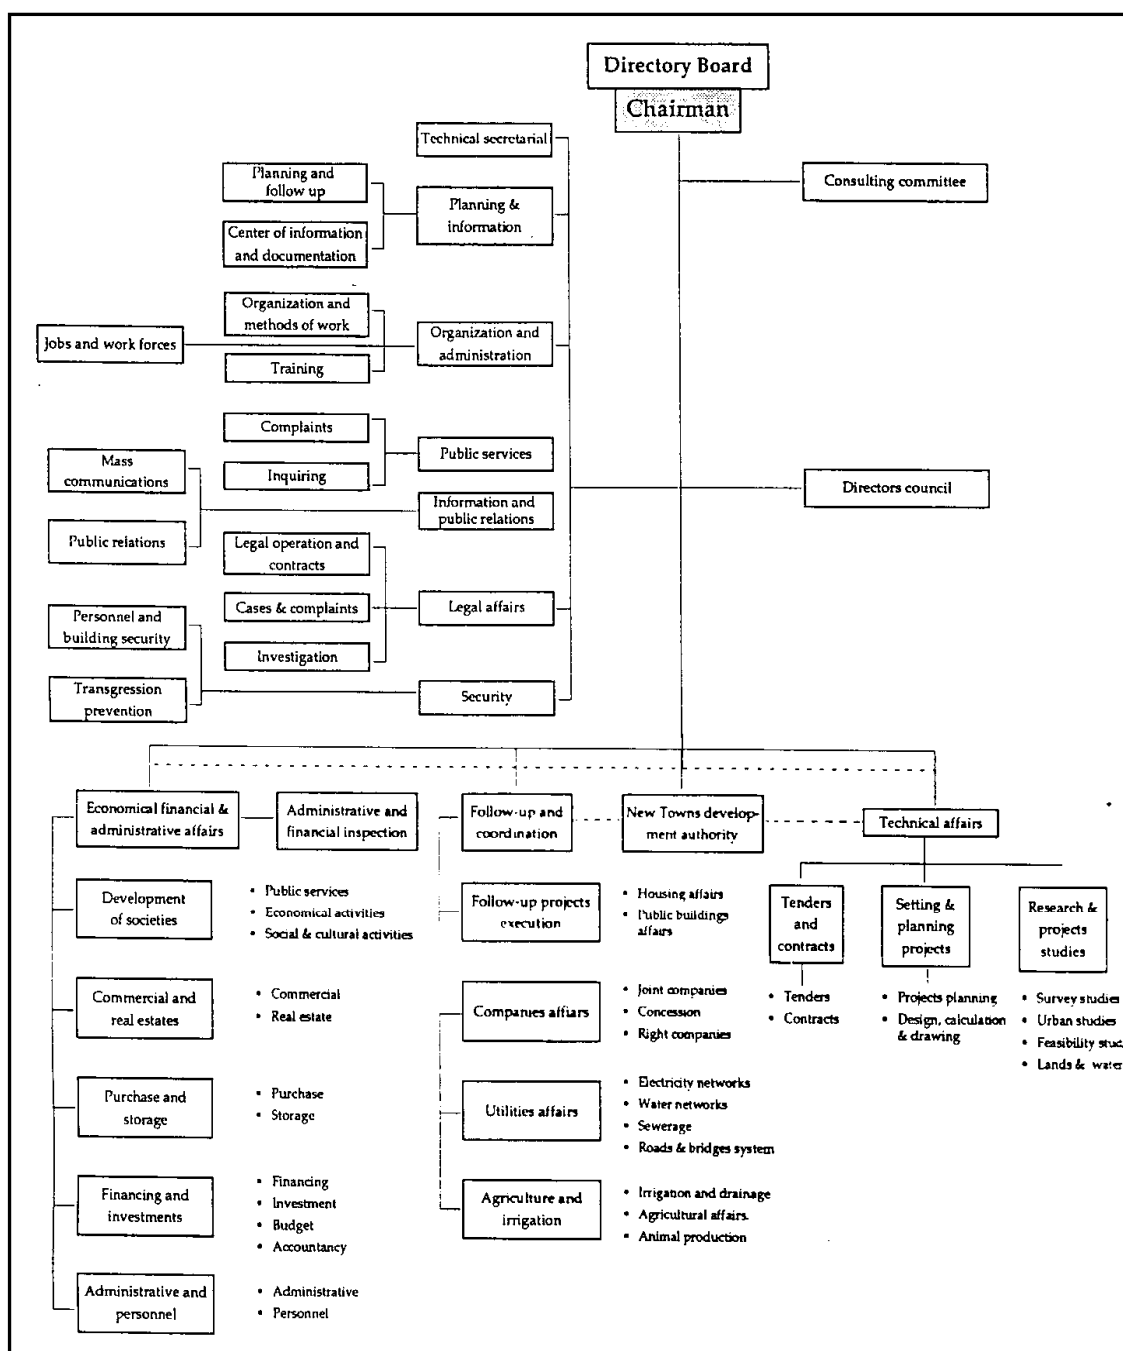 Directory Board
Chairman
Technical secretarial
Consulting committee
Planning and
follow up
Center of information
and documentation
Planning &
information
Organization and
methods of work
Jobs and work forces
Training
Organization and
administration
Complaints
Inquiring
Public services
Mass
communications
Public relations
Information and
public relations
Directors council
Legal operation and
contracts
Cases & complaints
Investigation
Legal affairs
Personnel and
building security
Transgression
prevention
Security
Economical financial &
administrative affairs
Administrative and
financial inspection
Follow-up and
coordination
New Towns develop-
ment authority
Technical affairs
Development
of societies
• Public services
• Economical activities
• Social & cultural activities
Commercial and
real estates
• Commercial
• Real estate
Purchase and
storage
• Purchase
• Storage
Financing and
investments
• Financing
• Investment
• Budget
• Accountancy
Administrative and
personnel
• Administrative
• Personnel
Follow-up projects
execution
• Housing affairs
• Public buildings
affairs
Companies affiars
• Joint companies
• Concession
• Right companies
Utilities affairs
• Electricity networks
• Water networks
• Sewerage
• Roads & bridges system
Agriculture and
irrigation
• Irrigation and drainage
• Agricultural affairs.
• Animal production
Tenders
and
contracts
• Tenders
• Contracts
Setting &
planning
projects
• Projects planning
• Design, calculation
& drawing
Research &
projects
studies
• Survey studies
• Urban studies
• Feasibility stud
• Lands & water